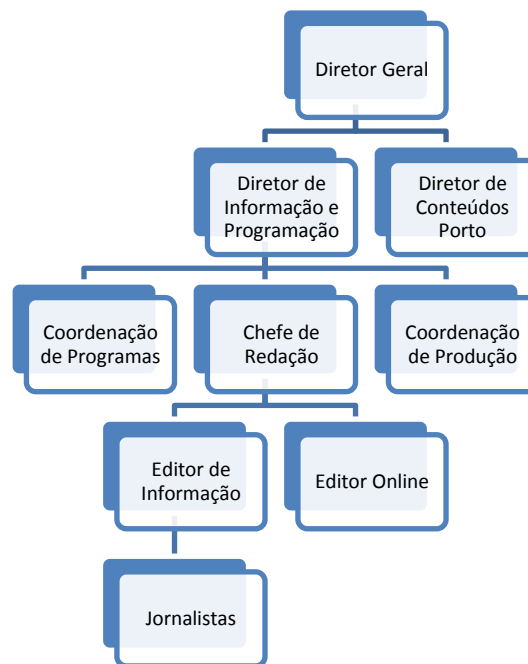 Diretor Geral
Diretor de
Informação e
Programação
Diretor de
Conteúdos
Porto
Coordenação
de Programas
Chefe de
Redação
Coordenação
de Produção
Editor de
Informação
Editor Online
Jornalistas